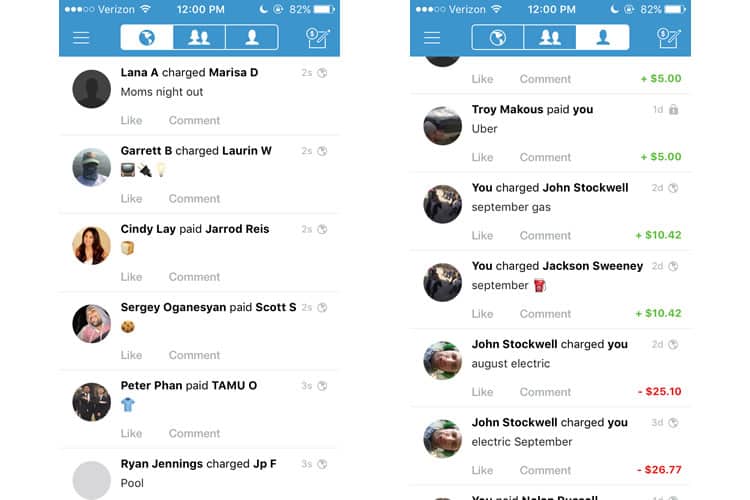 Verizon 12:00 PM 82%
Lana A charged Marisa D 2s
Moms night out
Like Comment
Garrett B charged Laurin W 2s
Like Comment
Cindy Lay paid Jarrod Reis 2s
Like Comment
Sergey Oganesyan paid Scott S 2s
Like Comment
Peter Phan paid TAMU O 3s
Like Comment
Ryan Jennings charged Jp F 3s
Pool
Verizon 12:00 PM 82%
Like Comment + $5.00
Troy Makous paid you 1d
Uber
Like Comment + $5.00
You charged John Stockwell 2d
september gas
Like Comment + $10.42
You charged Jackson Sweeney 2d
september
Like Comment + $10.42
John Stockwell charged you 2d
august electric
Like Comment - $25.10
John Stockwell charged you 3d
electric September
Like Comment - $26.77
You paid Nolan Russell